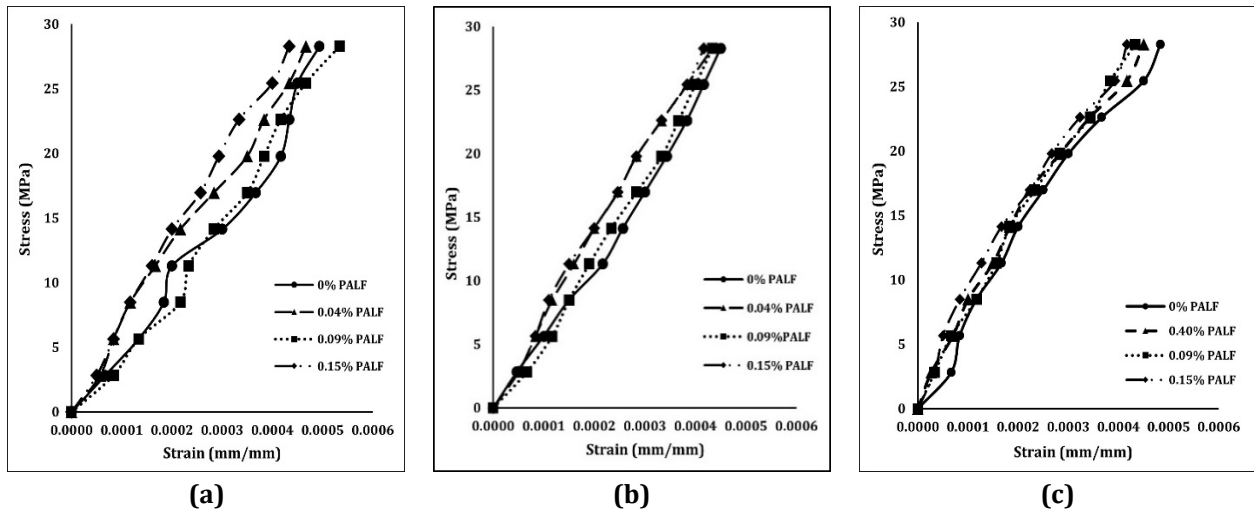 30
25
20
15
10
5
0
Stress (MPa)
0% PALF
0.04% PALF
0.09% PALF
0.15% PALF
0.0000 0.0001 0.0002 0.0003 0.0004 0.0005 0.0006
Strain (mm/mm)
(a)
30
25
20
15
10
5
0
Stress (MPa)
0% PALF
0.04% PALF
0.09%PALF
0.15% PALF
0.0000 0.0001 0.0002 0.0003 0.0004 0.0005 0.0006
Strain (mm/mm)
(b)
30
25
20
15
10
5
0
Stress (MPa)
0% PALF
0.40% PALF
0.09% PALF
0.15% PALF
0.0000 0.0001 0.0002 0.0003 0.0004 0.0005 0.0006
Strain (mm/mm)
(c)